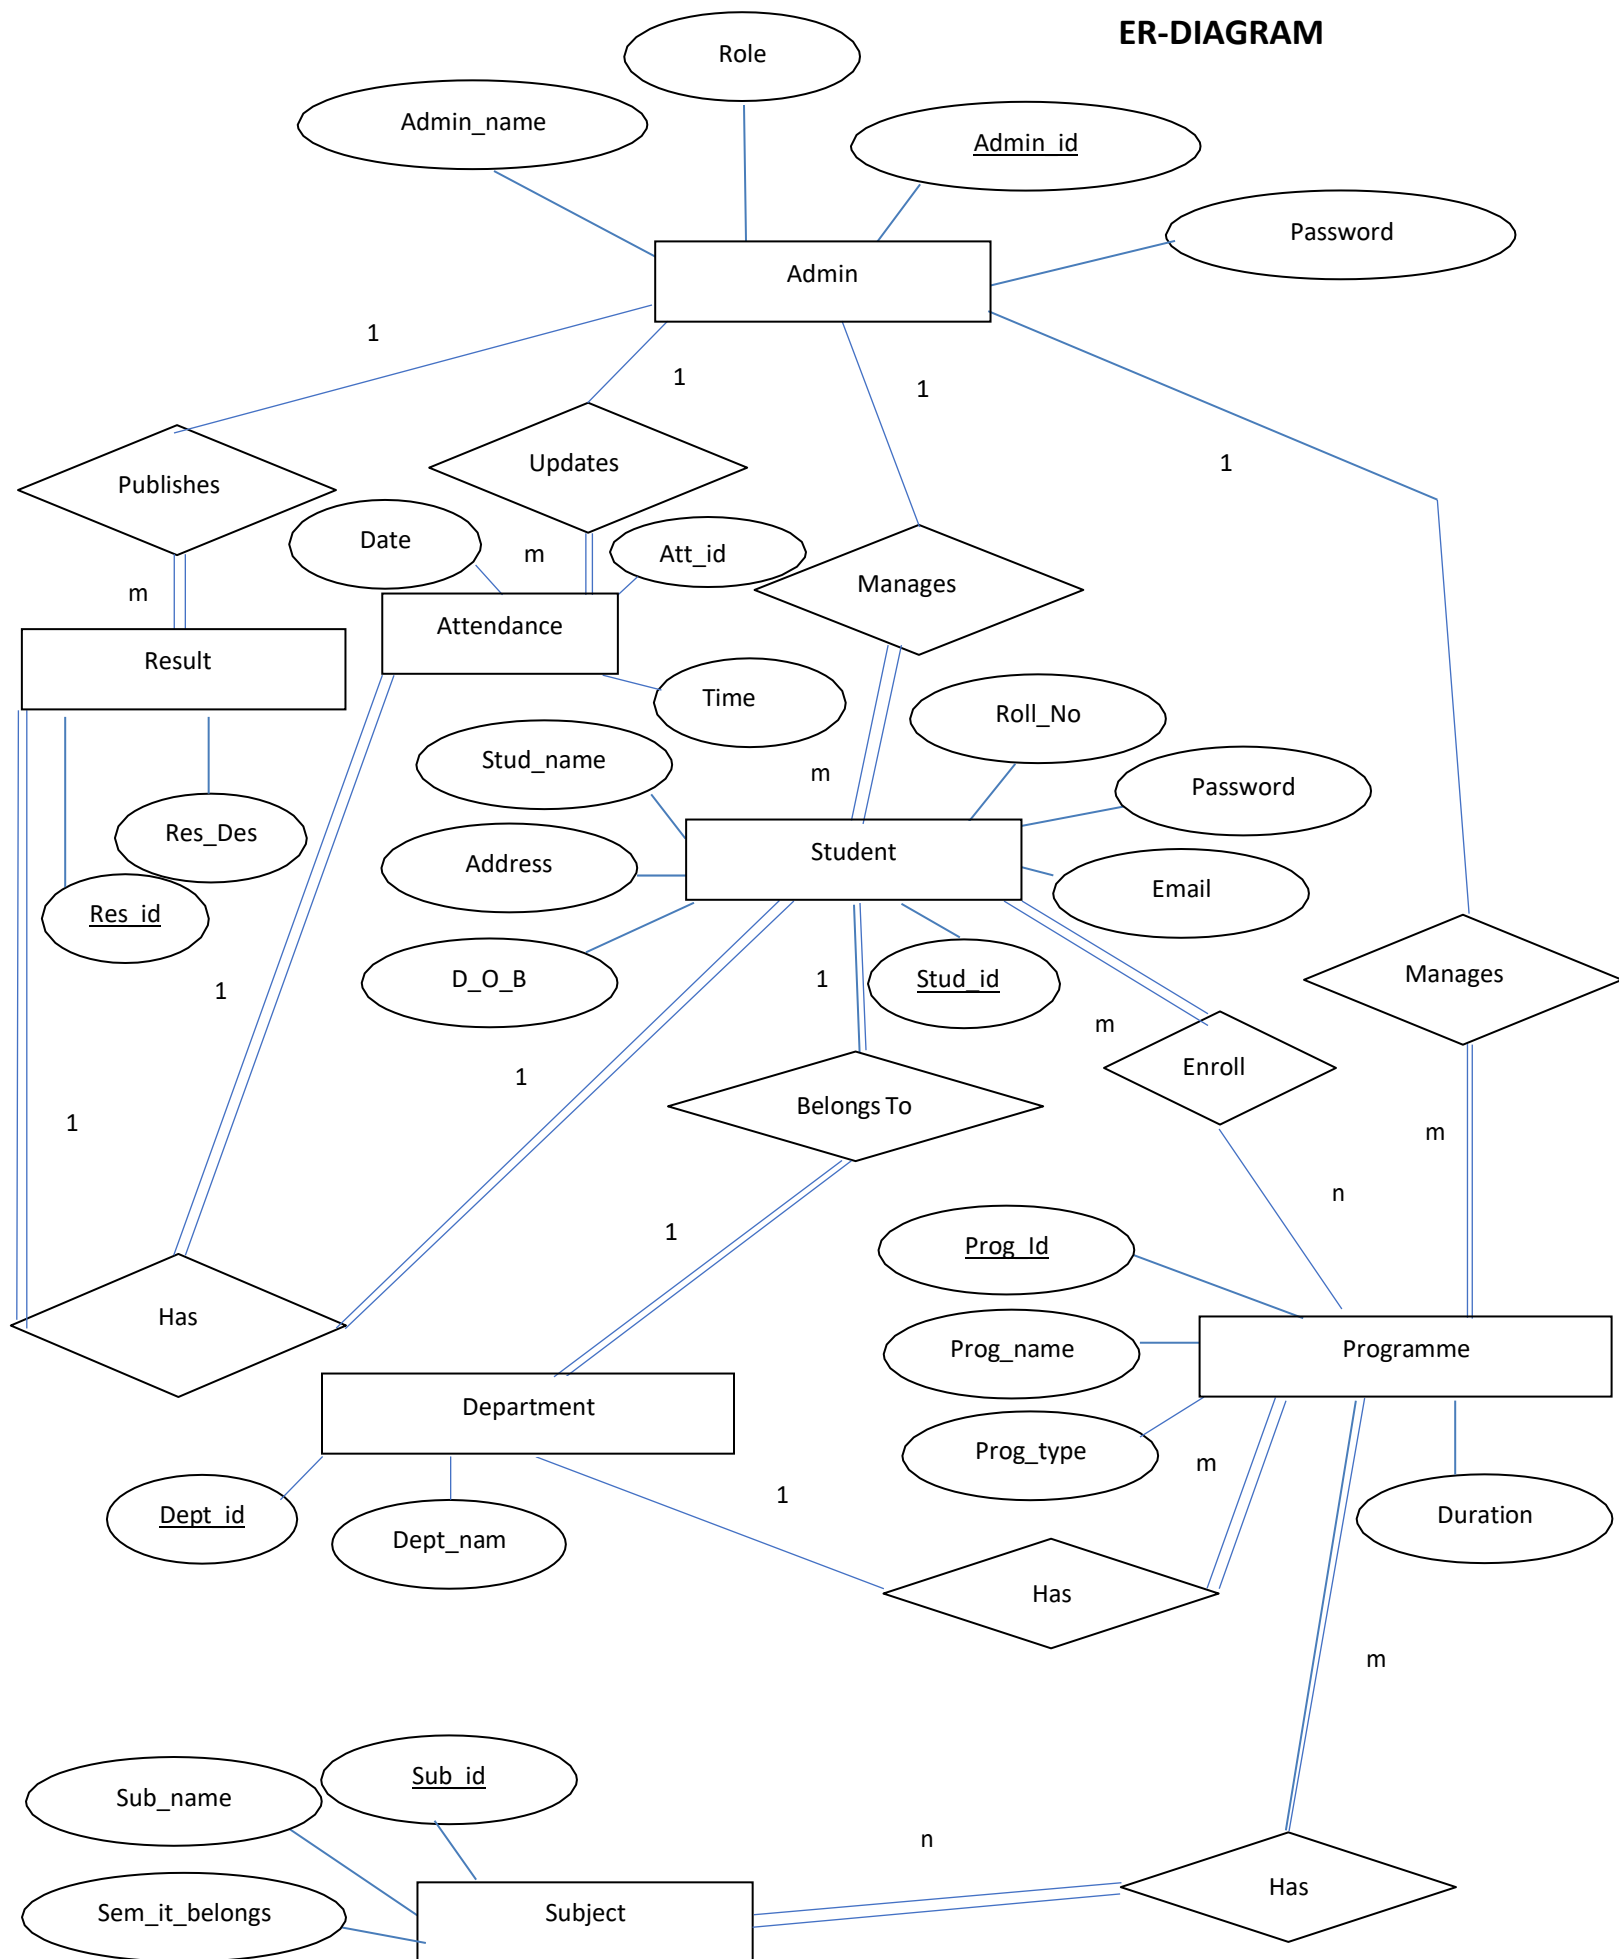 ER-DIAGRAM
Role
Admin_name
Admin_id
Password
Admin
1
1
1
1
Publishes
Updates
Date
m
Att_id
Manages
m
Attendance
Result
Time
Roll_No
Stud_name
m
Password
Res_Des
Address
Student
Email
Res_id
D_O_B
1
Stud_id
Manages
1
m
1
Enroll
Belongs To
1
m
n
1
Prog_Id
Has
Prog_name
Programme
Department
Prog_type
m
1
Dept_id
Dept_nam
Duration
Has
m
Sub_id
Sub_name
n
Has
Sem_it_belongs
Subject